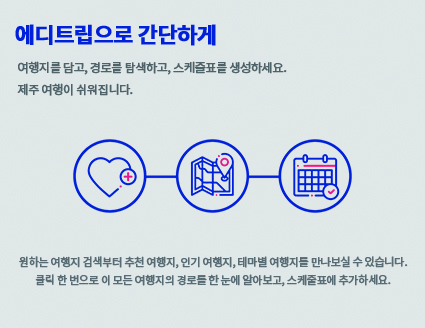 에디트립으로 간단하게
여행지를 담고, 경로를 탐색하고, 스케줄표를 생성하세요.
제주 여행이 쉬워집니다.
원하는 여행지 검색부터 추천 여행지, 인기 여행지, 테마별 여행지를 만나보실 수 있습니다.
클릭 한 번으로 이 모든 여행지의 경로를 한 눈에 알아보고, 스케줄표에 추가하세요.